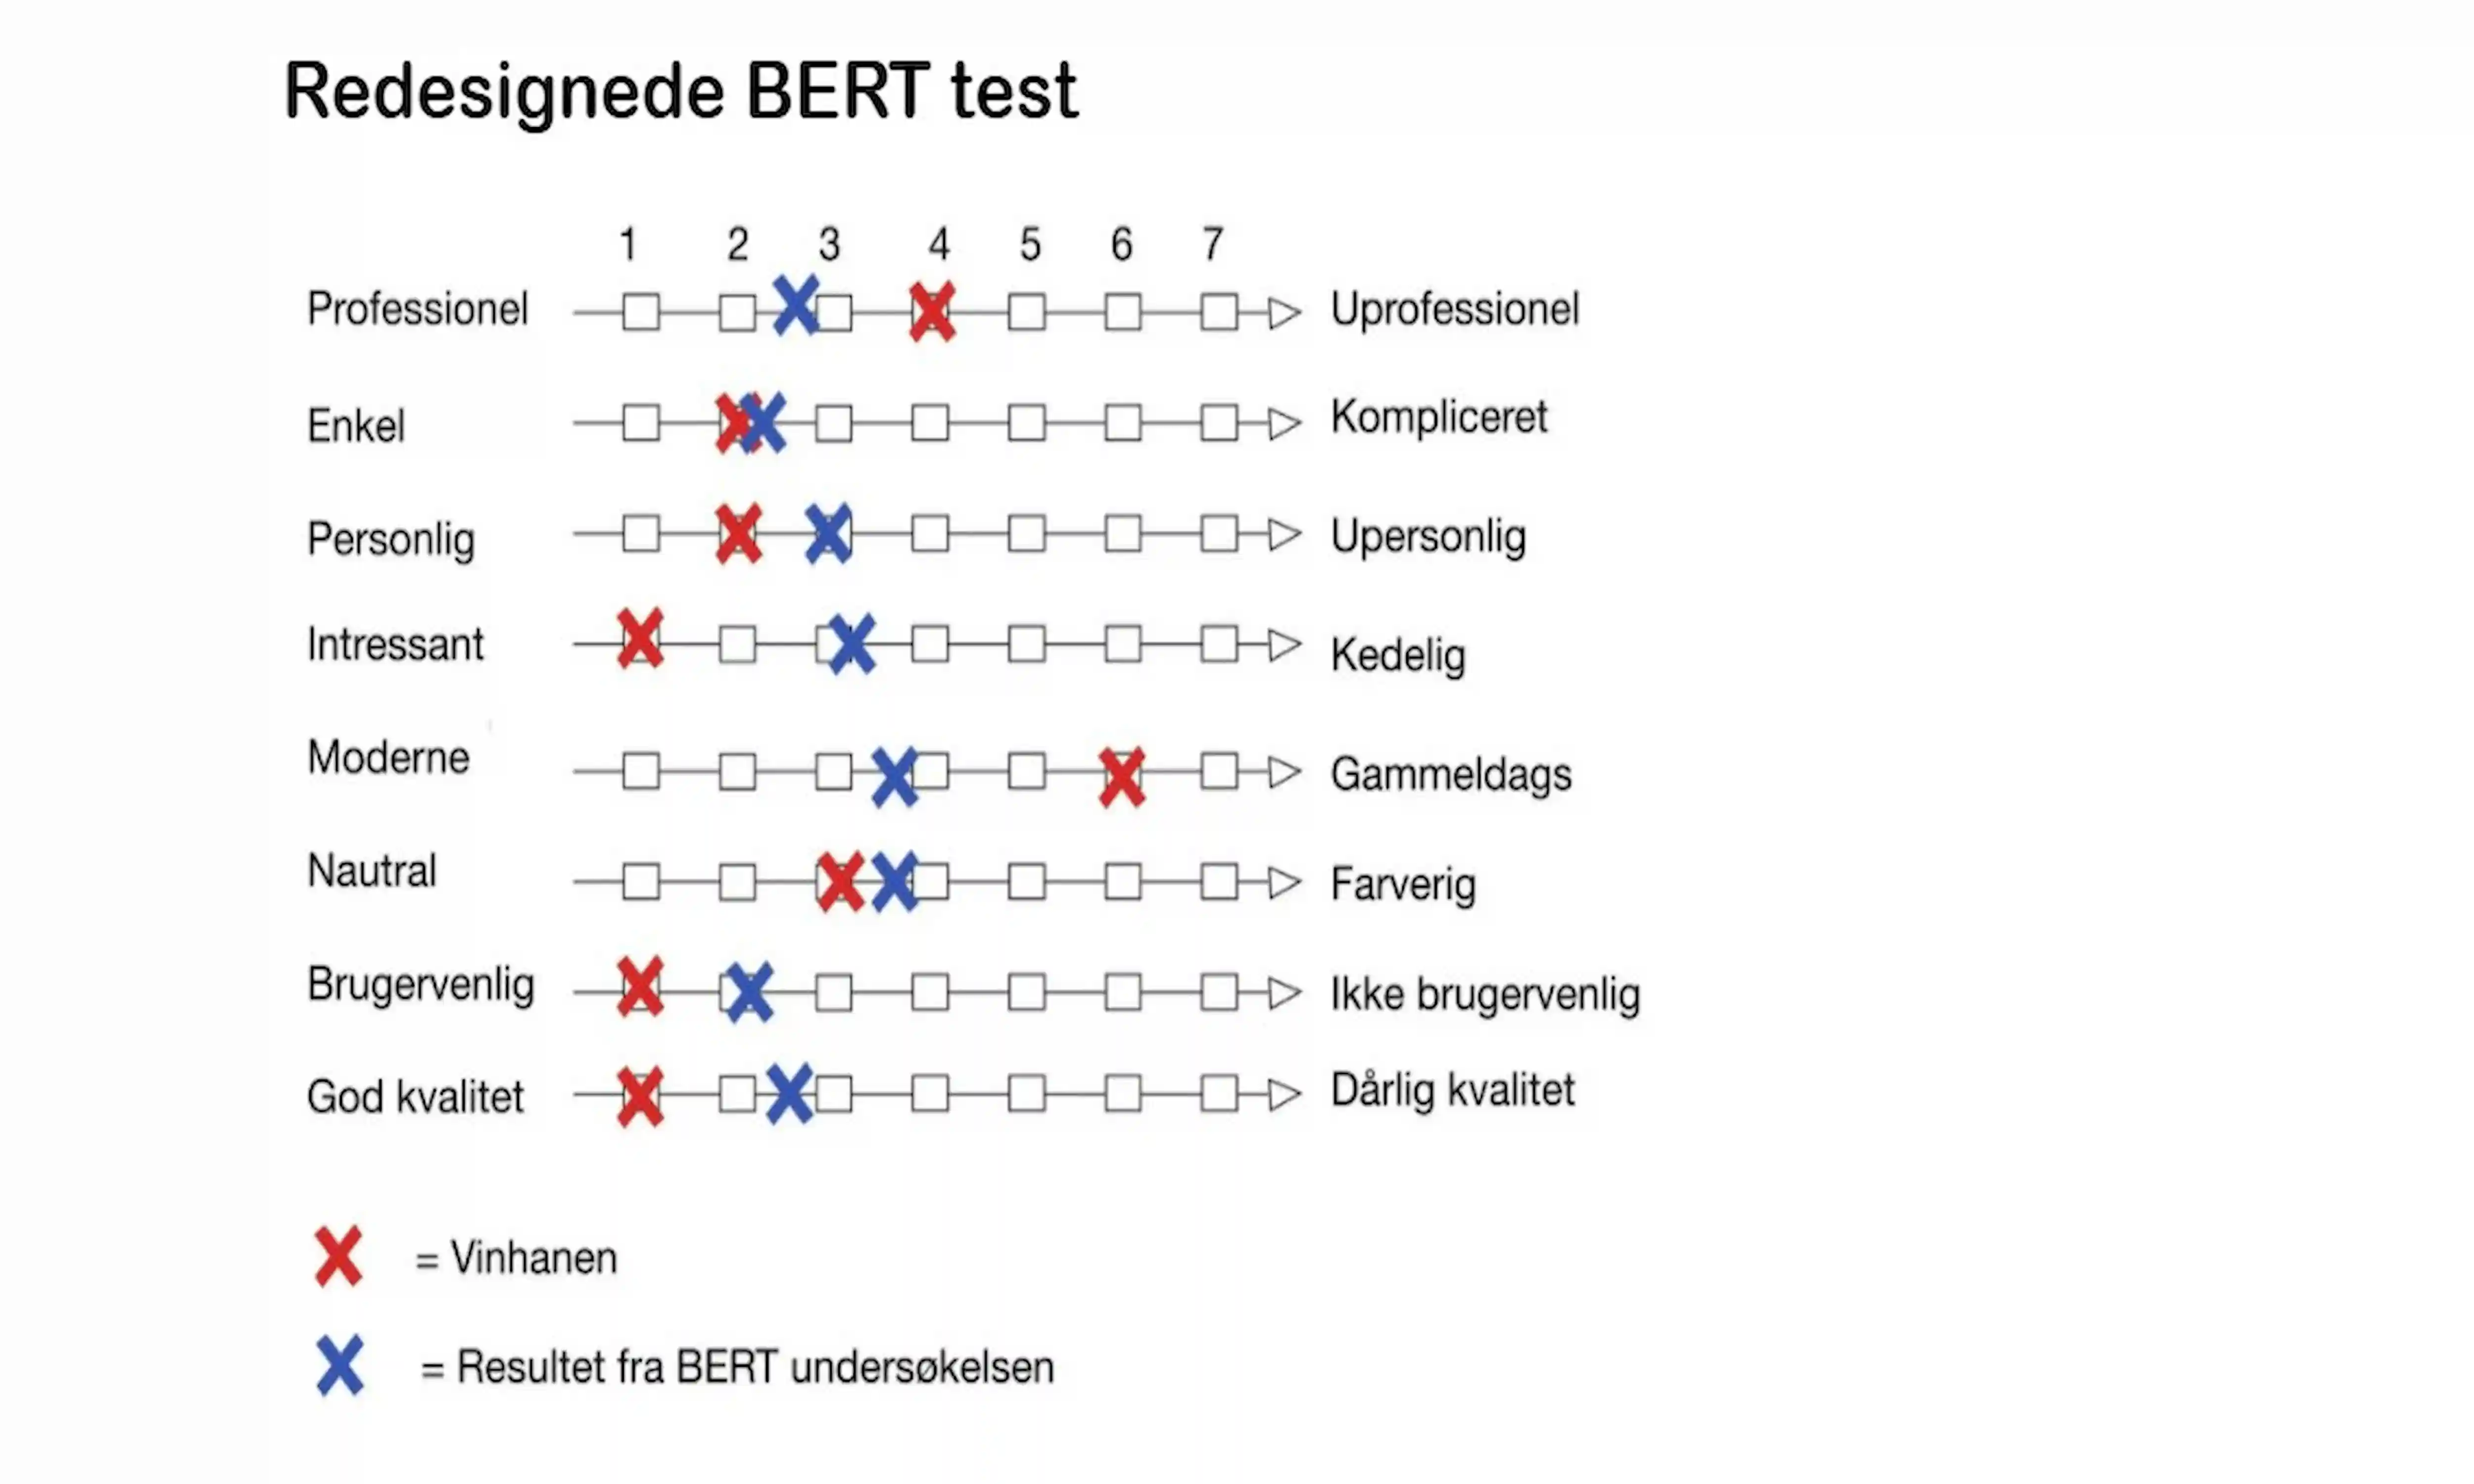 Redesignede BERT test
1 2 3 4 5 6 7
Professionel Uprofessionel
Enkel Kompliceret
Personlig Upersonlig
Intressant Kedelig
Moderne Gammeldags
Nautral Farverig
Brugervenlig Ikke brugervenlig
God kvalitet Dårlig kvalitet
= Vinhanen
= Resultet fra BERT undersøkelsen